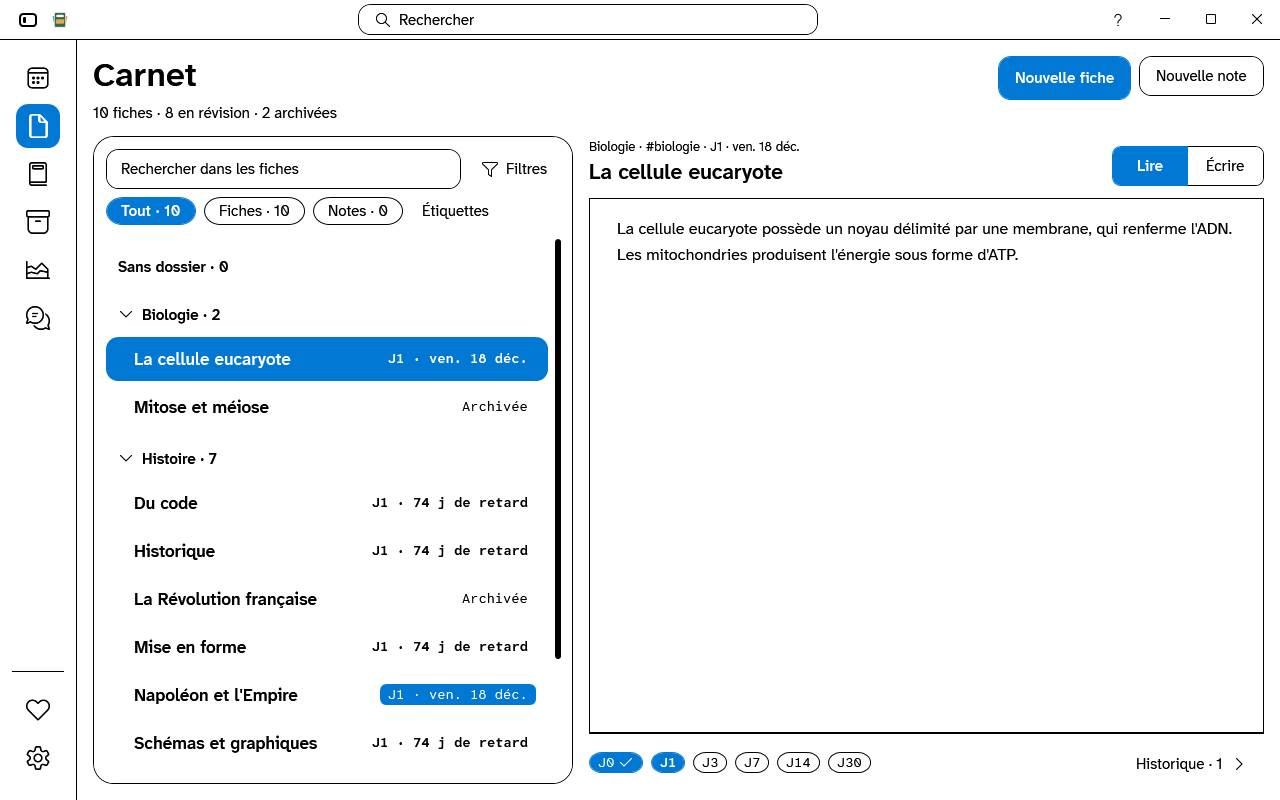 Rechercher
?
Carnet
10 fiches · 8 en révision · 2 archivées
Nouvelle fiche
Nouvelle note
Rechercher dans les fiches
Filtres
Tout · 10
Fiches · 10
Notes · 0
Étiquettes
Sans dossier · 0
Biologie · 2
La cellule eucaryote J1 · ven. 18 déc.
Mitose et méiose Archivée
Histoire · 7
Du code J1 · 74 j de retard
Historique J1 · 74 j de retard
La Révolution française Archivée
Mise en forme J1 · 74 j de retard
Napoléon et l'Empire J1 · ven. 18 déc.
Schémas et graphiques J1 · 74 j de retard
Biologie · #biologie · J1 · ven. 18 déc.
La cellule eucaryote
Lire
Écrire
La cellule eucaryote possède un noyau délimité par une membrane, qui renferme l'ADN.
Les mitochondries produisent l'énergie sous forme d'ATP.
J0
J1
J3
J7
J14
J30
Historique · 1